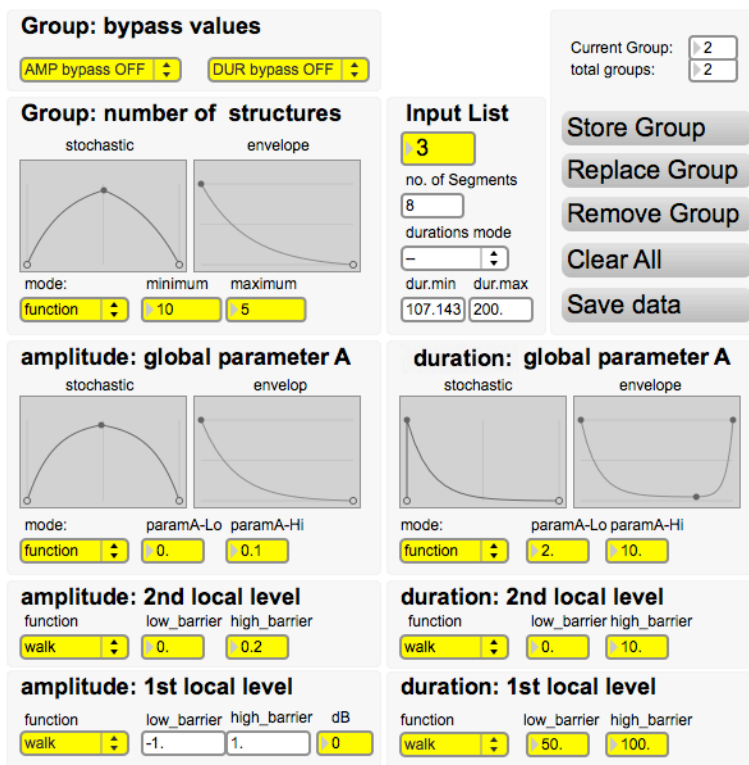 Group: bypass values
AMP bypass OFF DUR bypass OFF
Current Group: 2
total groups: 2
Group: number of structures
stochastic envelope
mode: minimum maximum
function 10 5
Input List
3
no. of Segments
8
durations mode
–
dur.min dur.max
107.143 200.
Store Group
Replace Group
Remove Group
Clear All
Save data
amplitude: global parameter A
stochastic envelop
mode: paramA-Lo paramA-Hi
function 0. 0.1
duration: global parameter A
stochastic envelope
mode: paramA-Lo paramA-Hi
function 2. 10.
amplitude: 2nd local level
function low_barrier high_barrier
walk 0. 0.2
duration: 2nd local level
function low_barrier high_barrier
walk 0. 10.
amplitude: 1st local level
function low_barrier high_barrier dB
walk -1. 1. 0
duration: 1st local level
function low_barrier high_barrier
walk 50. 100.